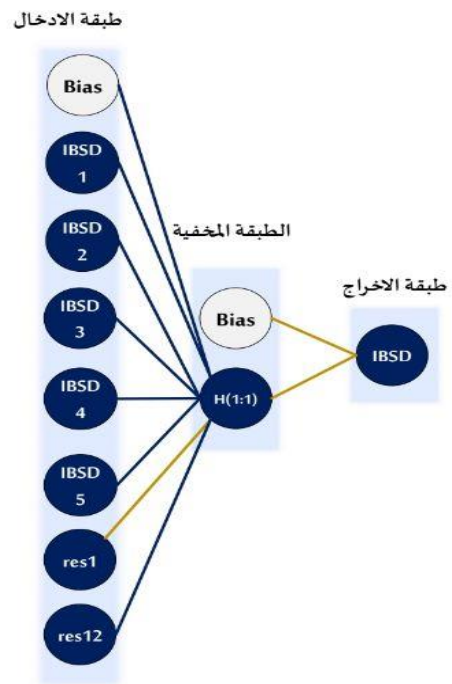 طبقة الادخال
Bias
IBSD
1
IBSD
2
IBSD
3
IBSD
4
IBSD
5
res1
res12
الطبقة المخفية
Bias
H(1:1)
طبقة الاخراج
IBSD